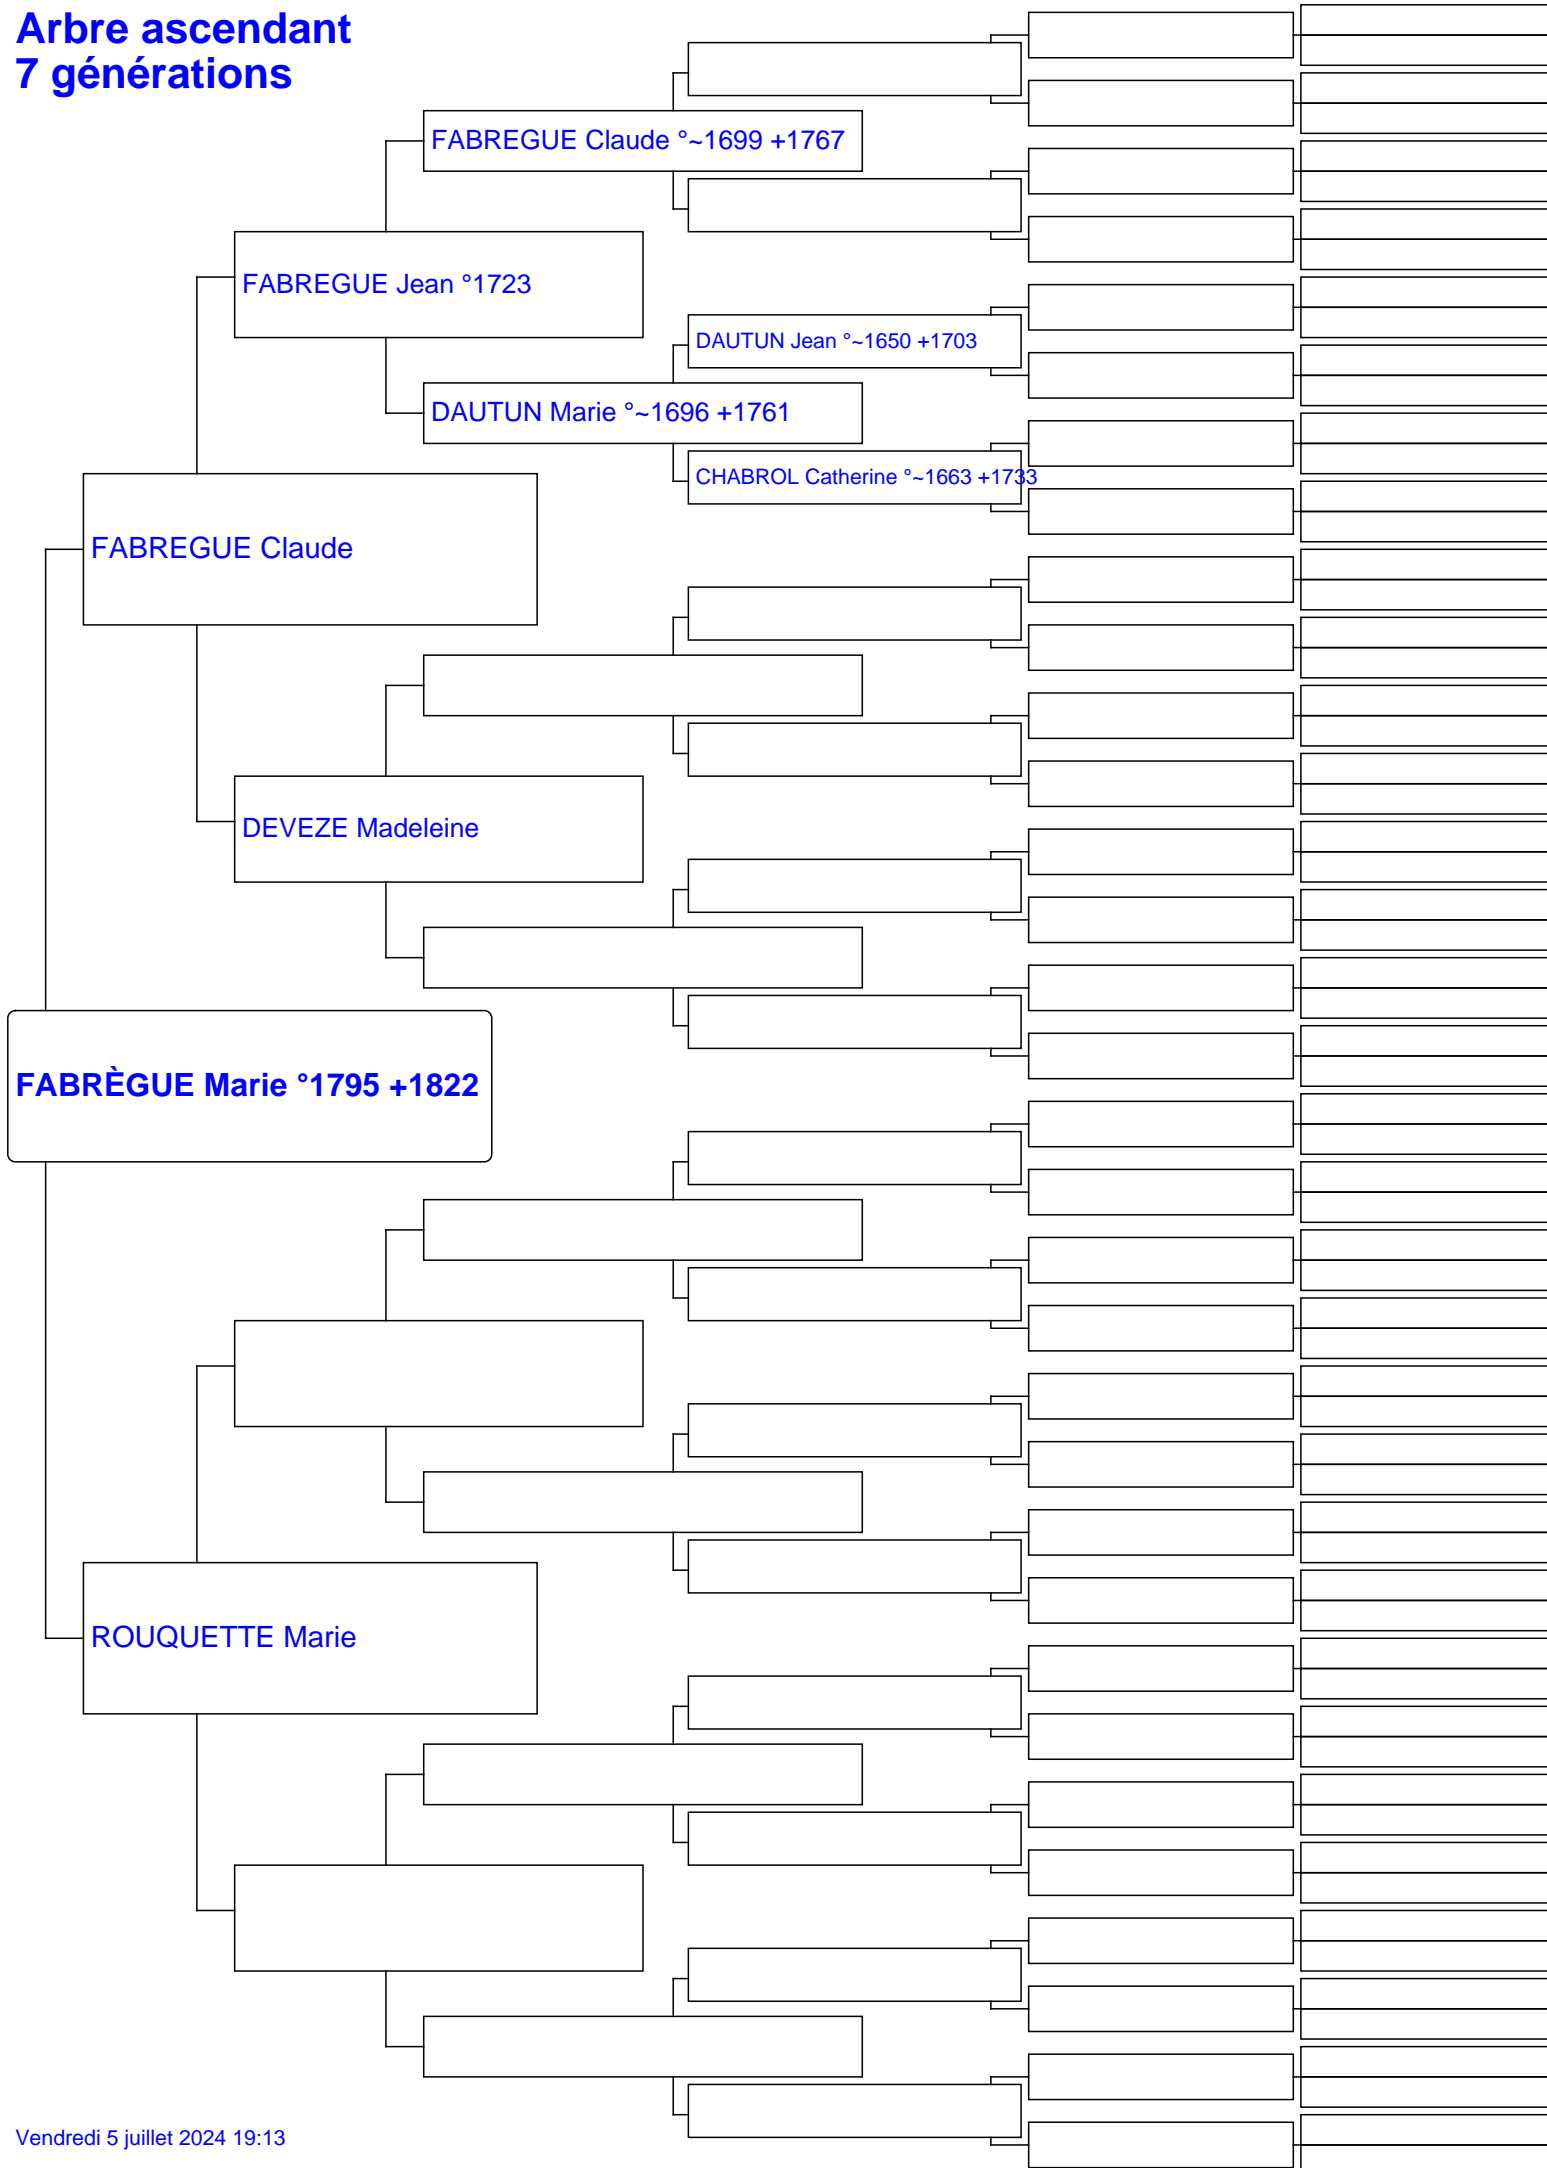 Arbre ascendant
7 générations
FABREGUE Claude °~1699 +1767
FABREGUE Jean °1723
DAUTUN Jean °~1650 +1703
DAUTUN Marie °~1696 +1761
CHABROL Catherine °~1663 +1733
FABREGUE Claude
DEVEZE Madeleine
FABRÈGUE Marie °1795 +1822
ROUQUETTE Marie
Vendredi 5 juillet 2024 19:13